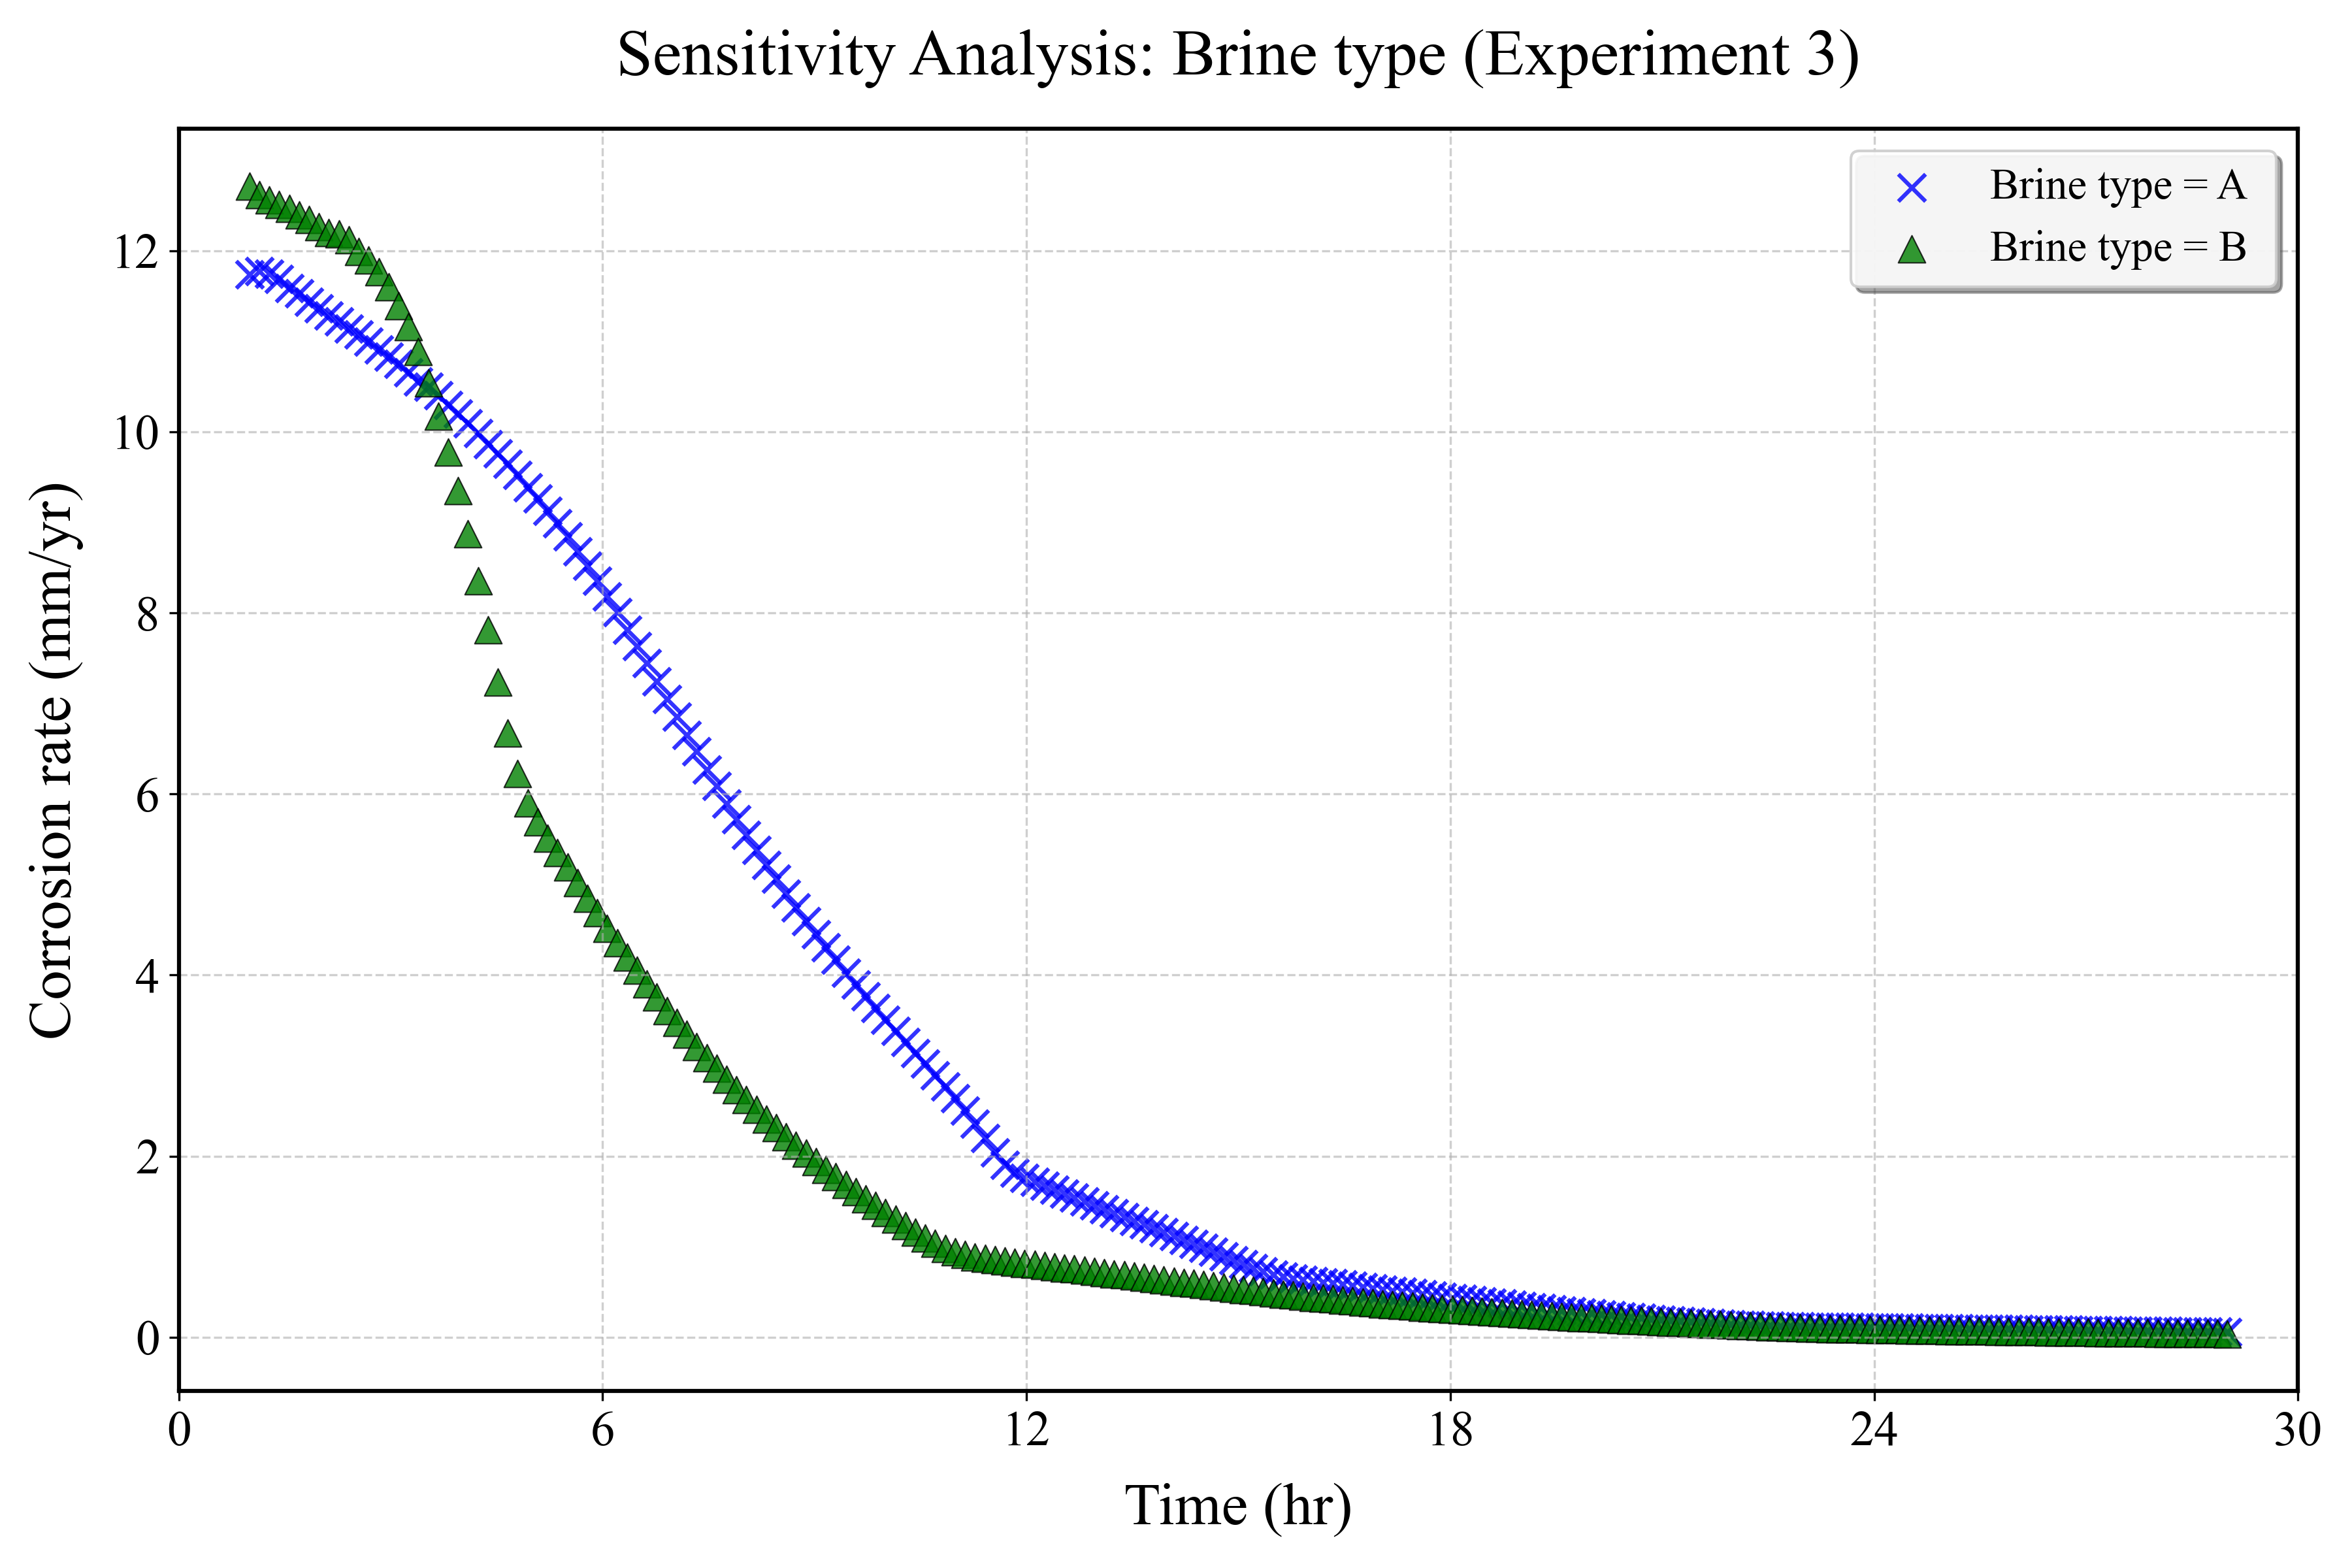 Sensitivity Analysis: Brine type (Experiment 3)
Brine type = A
Brine type = B
Corrosion rate (mm/yr)
12
10
8
6
4
2
0
0 6 12 18 24 30
Time (hr)